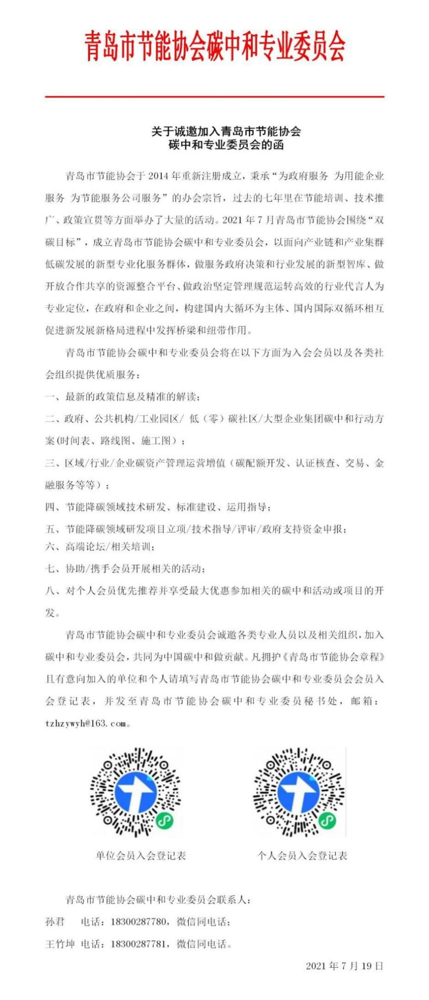 青岛市节能协会碳中和专业委员会
关于诚邀加入青岛市节能协会
碳中和专业委员会的函
青岛市节能协会于 2014 年重新注册成立，秉承“为政府服务 为用能企业
服务 为节能服务公司服务”的办会宗旨，过去的七年里在节能培训、技术推
广、政策宣贯等方面举办了大量的活动。2021 年 7 月青岛市节能协会围绕“双
碳目标”，成立青岛市节能协会碳中和专业委员会，以面向产业链和产业集群
低碳发展的新型专业化服务群体，做服务政府决策和行业发展的新型智库、做
开放合作共享的资源整合平台、做政治坚定管理规范运转高效的行业代言人为
专业定位，在政府和企业之间，构建国内大循环为主体、国内国际双循环相互
促进新发展新格局进程中发挥桥梁和纽带作用。
青岛市节能协会碳中和专业委员会将在以下方面为入会会员以及各类社
会组织提供优质服务：
一、最新的政策信息及精准的解读；
二、政府、公共机构/工业园区/ 低（零）碳社区/大型企业集团碳中和行动方
案(时间表、路线图、施工图）；
三、区域/行业/企业碳资产管理运营增值（碳配额开发、认证核查、交易、金
融服务等等）；
四、节能降碳领域技术研发、标准建设、运用指导；
五、节能降碳领域研发项目立项/技术指导/评审/政府支持资金申报；
六、高端论坛/相关培训；
七、协助/携手会员开展相关的活动；
八、对个人会员优先推荐并享受最大优惠参加相关的碳中和活动或项目的开
发。
青岛市节能协会碳中和专业委员会诚邀各类专业人员以及相关组织，加入
碳中和专业委员会，共同为中国碳中和做贡献。凡拥护《青岛市节能协会章程》
且有意向加入的单位和个人请填写青岛市节能协会碳中和专业委员会会员入
会登记表，并发至青岛市节能协会碳中和专业委员秘书处，邮箱：
tzhzywyh@163.com。
单位会员入会登记表 个人会员入会登记表
青岛市节能协会碳中和专业委员会联系人：
孙君 电话：18300287780，微信同电话；
王竹坤 电话：18300287781，微信同电话。
2021 年 7 月 19 日